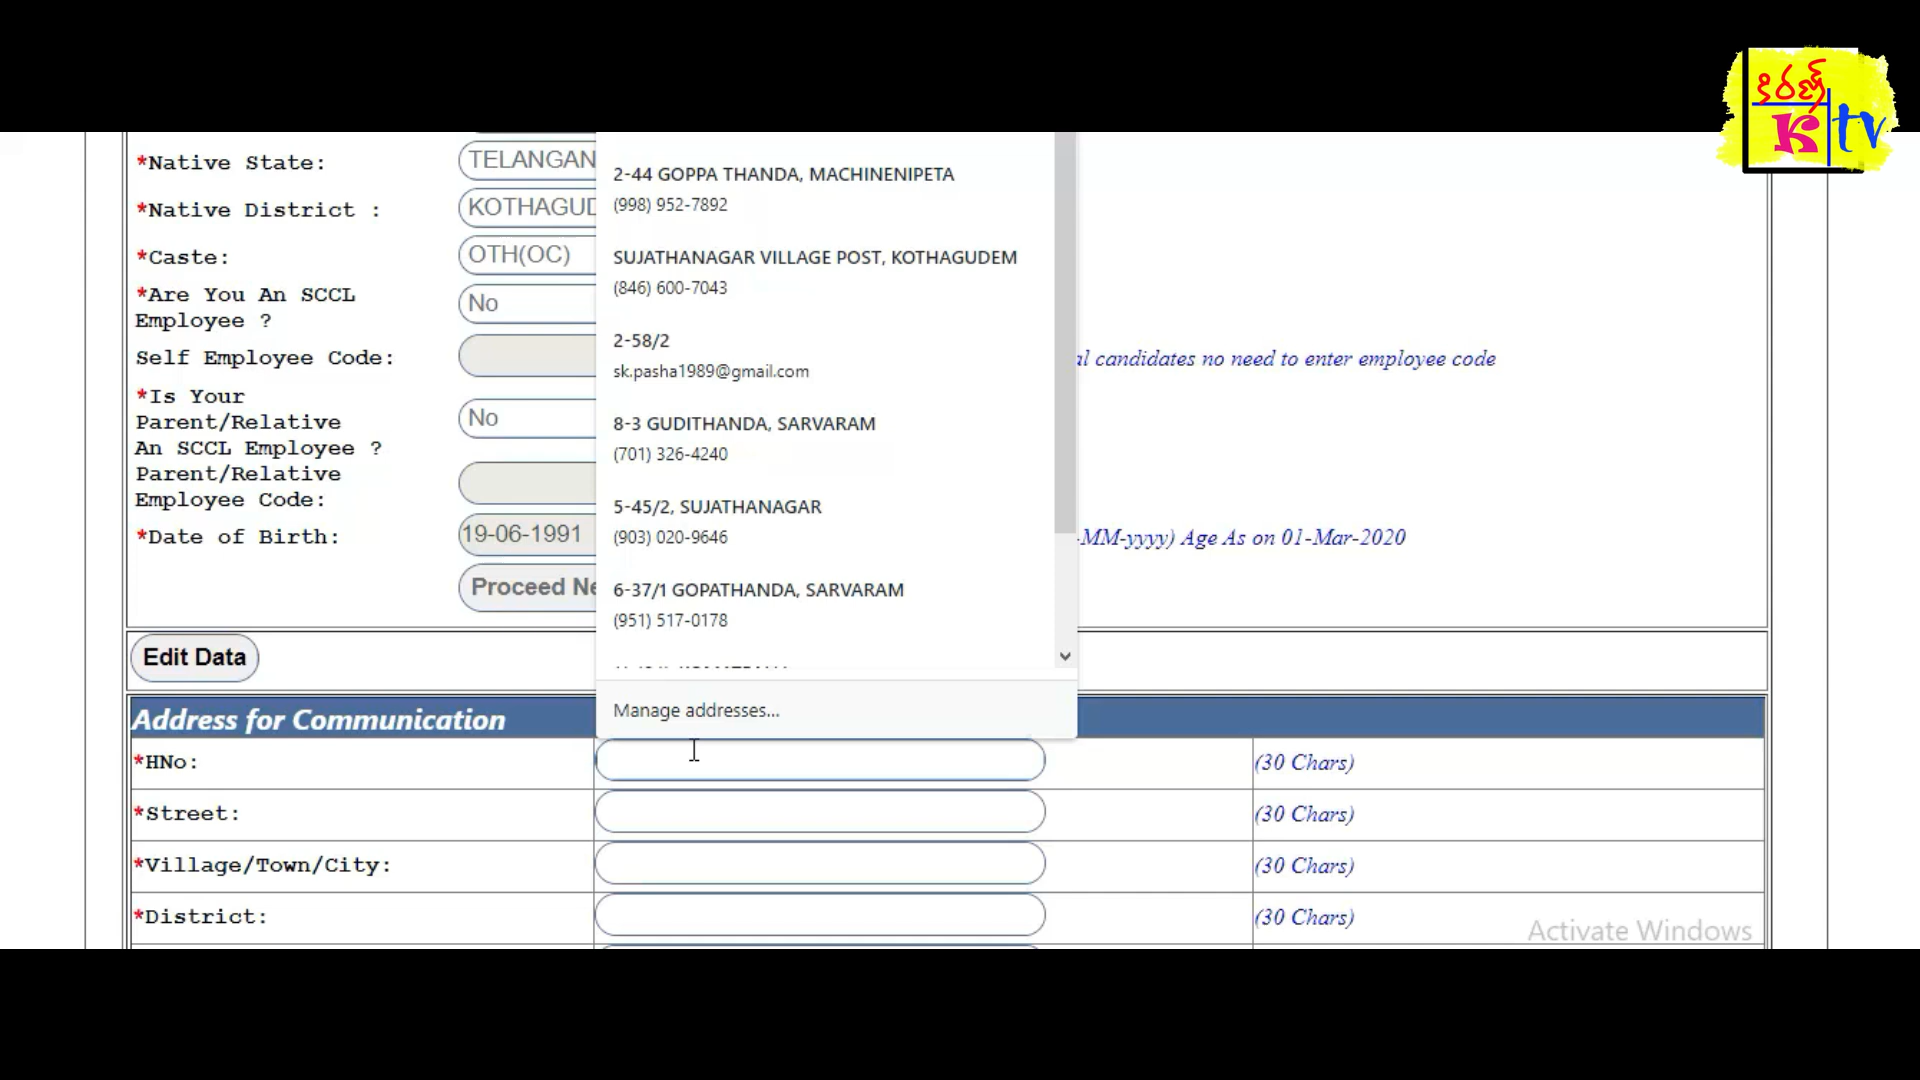 కిరణ్
K tv
*Native State: TELANGAN
2-44 GOPPA THANDA, MACHINENIPETA
(998) 952-7892
*Native District : KOTHAGUD
SUJATHANAGAR VILLAGE POST, KOTHAGUDEM
(846) 600-7043
*Caste: OTH(OC)
*Are You An SCCL
Employee ?
No
2-58/2
sk.pasha1989@gmail.com
Self Employee Code:
al candidates no need to enter employee code
*Is Your
Parent/Relative
An SCCL Employee ?
No
8-3 GUDITHANDA, SARVARAM
(701) 326-4240
Parent/Relative
Employee Code:
5-45/2, SUJATHANAGAR
(903) 020-9646
*Date of Birth: 19-06-1991
-MM-yyyy) Age As on 01-Mar-2020
Proceed Ne
6-37/1 GOPATHANDA, SARVARAM
(951) 517-0178
Edit Data
Manage addresses...
Address for Communication
*HNo: (30 Chars)
*Street: (30 Chars)
*Village/Town/City: (30 Chars)
*District: (30 Chars)
Activate Windows